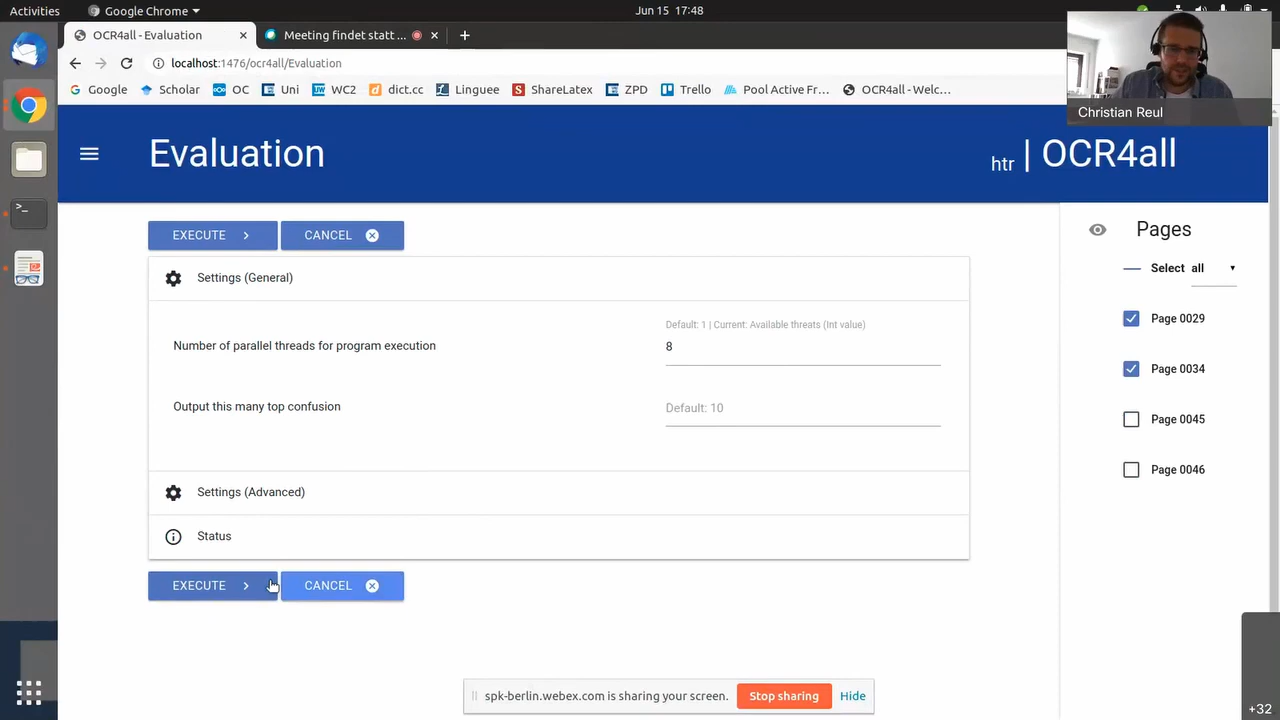 Activities Google Chrome Jun 15 17:48
OCR4all - Evaluation Meeting findet statt ...
localhost:1476/ocr4all/Evaluation
Google Scholar OC Uni WC2 dict.cc Linguee ShareLatex ZPD Trello Pool Active Fr... OCR4all - Welc...
Christian Reul
Evaluation htr | OCR4all
EXECUTE CANCEL
Settings (General)
Default: 1 | Current: Available threats (Int value)
Number of parallel threads for program execution 8
Output this many top confusion Default: 10
Settings (Advanced)
Status
EXECUTE CANCEL
Pages
Select all
Page 0029
Page 0034
Page 0045
Page 0046
spk-berlin.webex.com is sharing your screen. Stop sharing Hide
+32